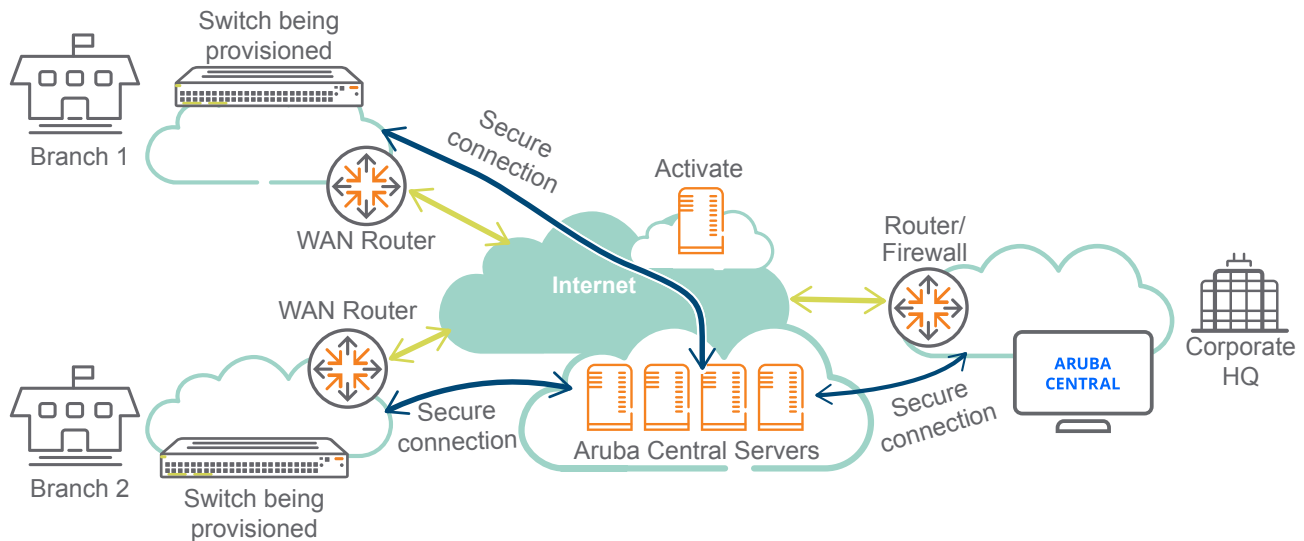 Switch being
provisioned
Branch 1
Secure
connection
WAN Router
Activate
Router/
Firewall
Internet
WAN Router
ARUBA
CENTRAL
Corporate
HQ
Secure
connection
Aruba Central Servers
Secure
connection
Branch 2
Switch being
provisioned